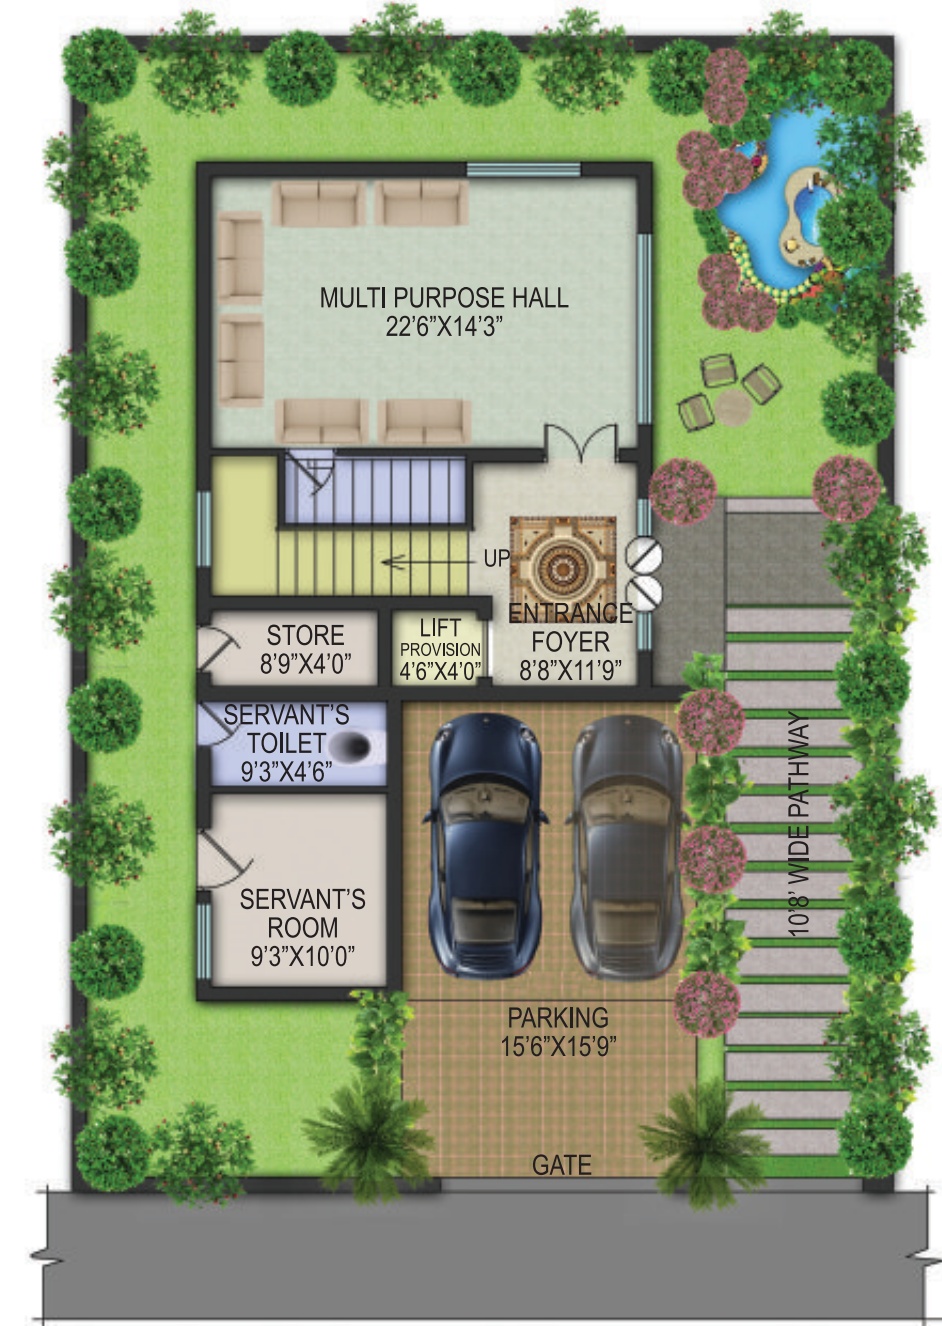 MULTI PURPOSE HALL
22'6"X14'3"
UP
ENTRANCE
FOYER
8'8"X11'9"
STORE
8'9"X4'0"
LIFT
PROVISION
4'6"X4'0"
SERVANT'S
TOILET
9'3"X4'6"
SERVANT'S
ROOM
9'3"X10'0"
10'8' WIDE PATHWAY
PARKING
15'6"X15'9"
GATE